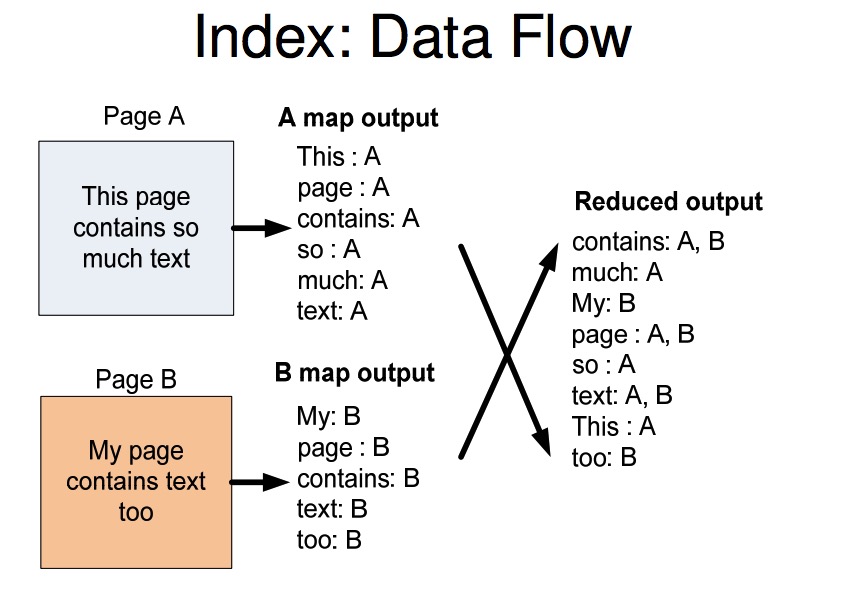 Index: Data Flow
Page A
This page
contains so
much text
A map output
This : A
page : A
contains: A
so : A
much: A
text: A
Page B
My page
contains text
too
B map output
My: B
page : B
contains: B
text: B
too: B
Reduced output
contains: A, B
much: A
My: B
page : A, B
so : A
text: A, B
This : A
too: B